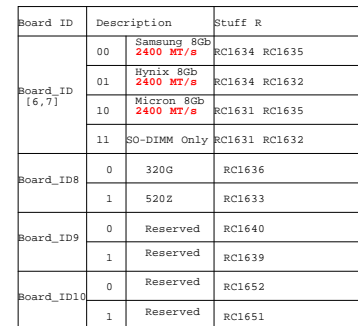 Board ID Description Stuff R
Board_ID [6,7]
00 Samsung 8Gb 2400 MT/s RC1634 RC1635
01 Hynix 8Gb 2400 MT/s RC1634 RC1632
10 Micron 8Gb 2400 MT/s RC1631 RC1635
11 SO-DIMM Only RC1631 RC1632
Board_ID8
0 320G RC1636
1 520Z RC1633
Board_ID9
0 Reserved RC1640
1 Reserved RC1639
Board_ID10
0 Reserved RC1652
1 Reserved RC1651